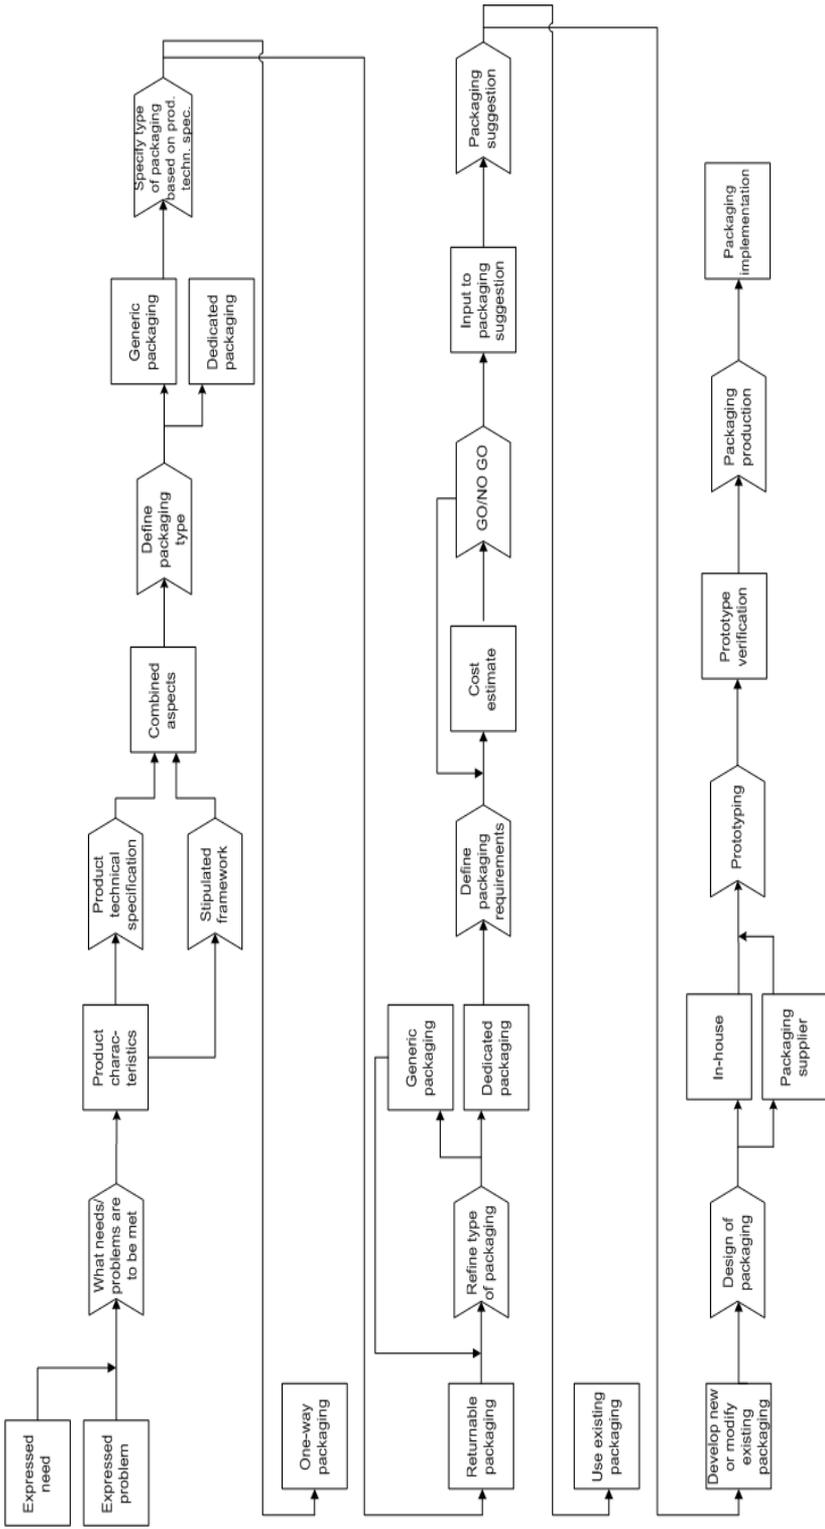 Expressed
need
Expressed
problem
What needs/
problems are
to be met
Product
charac-
teristics
Product
technical
specification
Stipulated
framework
Combined
aspects
Define
packaging
type
Generic
packaging
Dedicated
packaging
Specify type
of packaging
based on prod.
techn. spec.
One-way
packaging
Returnable
packaging
Refine type
of packaging
Generic
packaging
Dedicated
packaging
Define
packaging
requirements
Cost
estimate
GO/NO GO
Input to
packaging
suggestion
Packaging
suggestion
Use existing
packaging
Develop new
or modify
existing
packaging
Design of
packaging
In-house
Packaging
supplier
Prototyping
Prototype
verification
Packaging
production
Packaging
implementation